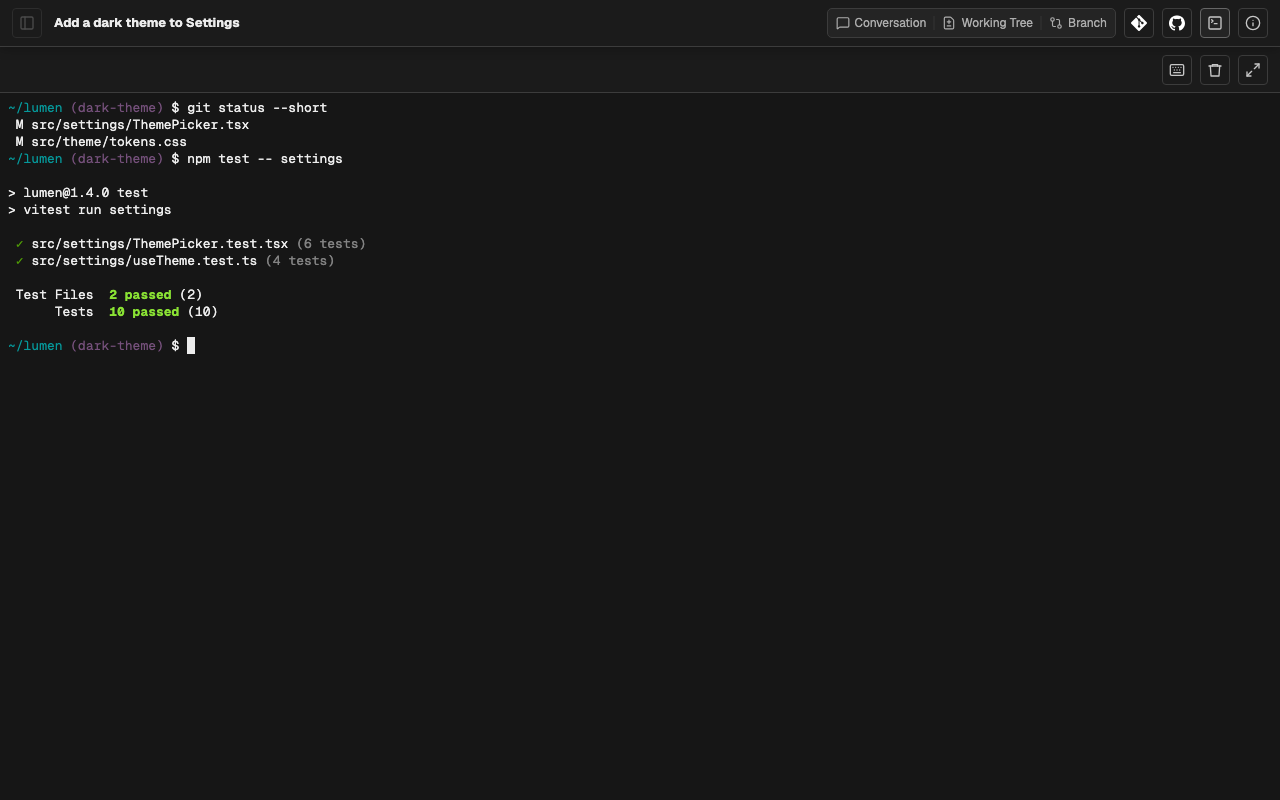 Add a dark theme to Settings
Conversation
Working Tree
Branch
~/lumen (dark-theme) $ git status --short
M src/settings/ThemePicker.tsx
M src/theme/tokens.css
~/lumen (dark-theme) $ npm test -- settings
> lumen@1.4.0 test
> vitest run settings
✓ src/settings/ThemePicker.test.tsx (6 tests)
✓ src/settings/useTheme.test.ts (4 tests)
Test Files  2 passed (2)
Tests  10 passed (10)
~/lumen (dark-theme) $